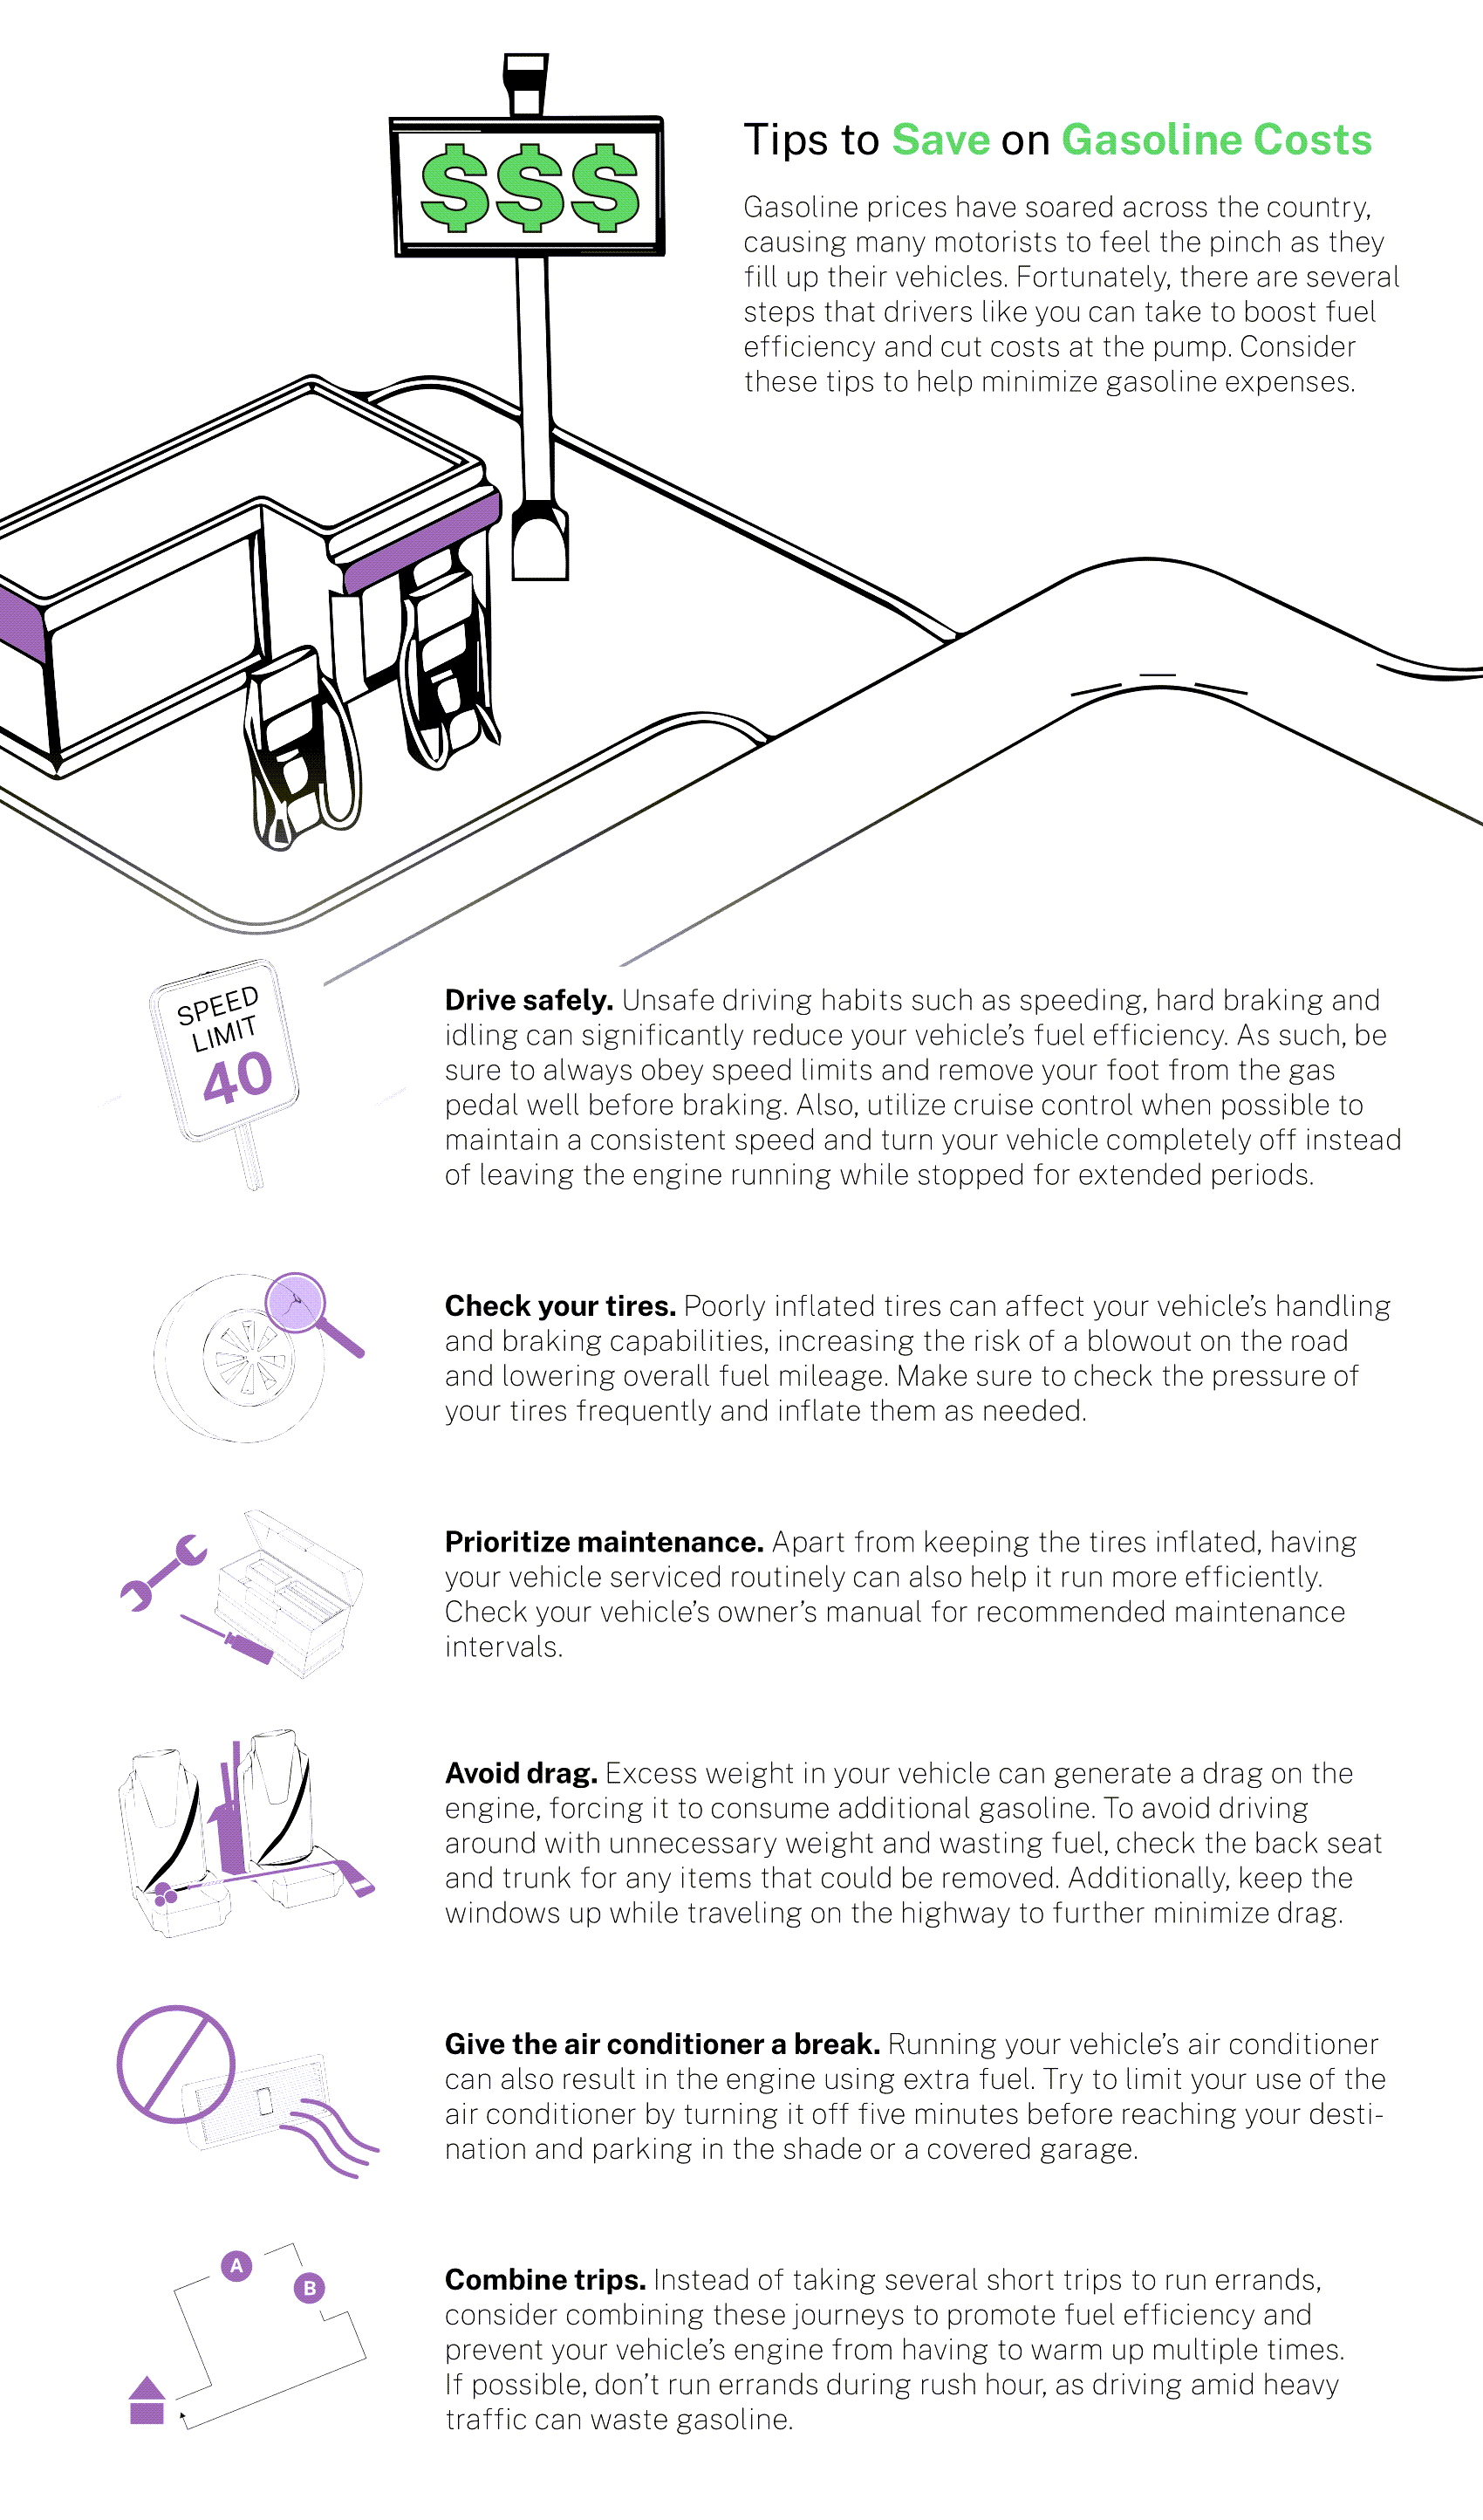 $$$
Tips to Save on Gasoline Costs
Gasoline prices have soared across the country,
causing many motorists to feel the pinch as they
fill up their vehicles. Fortunately, there are several
steps that drivers like you can take to boost fuel
efficiency and cut costs at the pump. Consider
these tips to help minimize gasoline expenses.
SPEED
LIMIT
40
Drive safely. Unsafe driving habits such as speeding, hard braking and
idling can significantly reduce your vehicle’s fuel efficiency. As such, be
sure to always obey speed limits and remove your foot from the gas
pedal well before braking. Also, utilize cruise control when possible to
maintain a consistent speed and turn your vehicle completely off instead
of leaving the engine running while stopped for extended periods.
Check your tires. Poorly inflated tires can affect your vehicle’s handling
and braking capabilities, increasing the risk of a blowout on the road
and lowering overall fuel mileage. Make sure to check the pressure of
your tires frequently and inflate them as needed.
Prioritize maintenance. Apart from keeping the tires inflated, having
your vehicle serviced routinely can also help it run more efficiently.
Check your vehicle’s owner’s manual for recommended maintenance
intervals.
Avoid drag. Excess weight in your vehicle can generate a drag on the
engine, forcing it to consume additional gasoline. To avoid driving
around with unnecessary weight and wasting fuel, check the back seat
and trunk for any items that could be removed. Additionally, keep the
windows up while traveling on the highway to further minimize drag.
Give the air conditioner a break. Running your vehicle’s air conditioner
can also result in the engine using extra fuel. Try to limit your use of the
air conditioner by turning it off five minutes before reaching your desti-
nation and parking in the shade or a covered garage.
A
B
Combine trips. Instead of taking several short trips to run errands,
consider combining these journeys to promote fuel efficiency and
prevent your vehicle’s engine from having to warm up multiple times.
If possible, don’t run errands during rush hour, as driving amid heavy
traffic can waste gasoline.